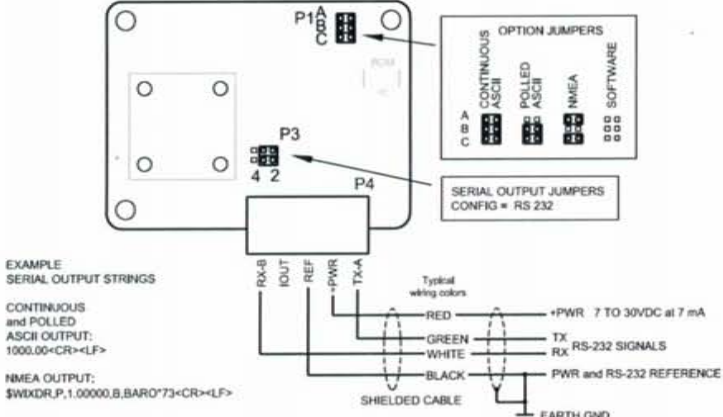 P1
A
B
C
OPTION JUMPERS
CONTINUOUS
ASCII
POLLED
ASCII
NMEA
SOFTWARE
A
B
C
P3
4 2
P4
SERIAL OUTPUT JUMPERS
CONFIG = RS 232
RX-B
IOUT
REF
+PWR
TX-A
EXAMPLE
SERIAL OUTPUT STRINGS
CONTINUOUS
and POLLED
ASCII OUTPUT:
1000.00<CR><LF>
NMEA OUTPUT:
$WIXDR,P,1.00000,B,BARO*73<CR><LF>
Typical
wiring colors
RED
+PWR 7 TO 30VDC at 7 mA
GREEN
TX
WHITE
RX
RS-232 SIGNALS
BLACK
PWR and RS-232 REFERENCE
SHIELDED CABLE
EARTH GND